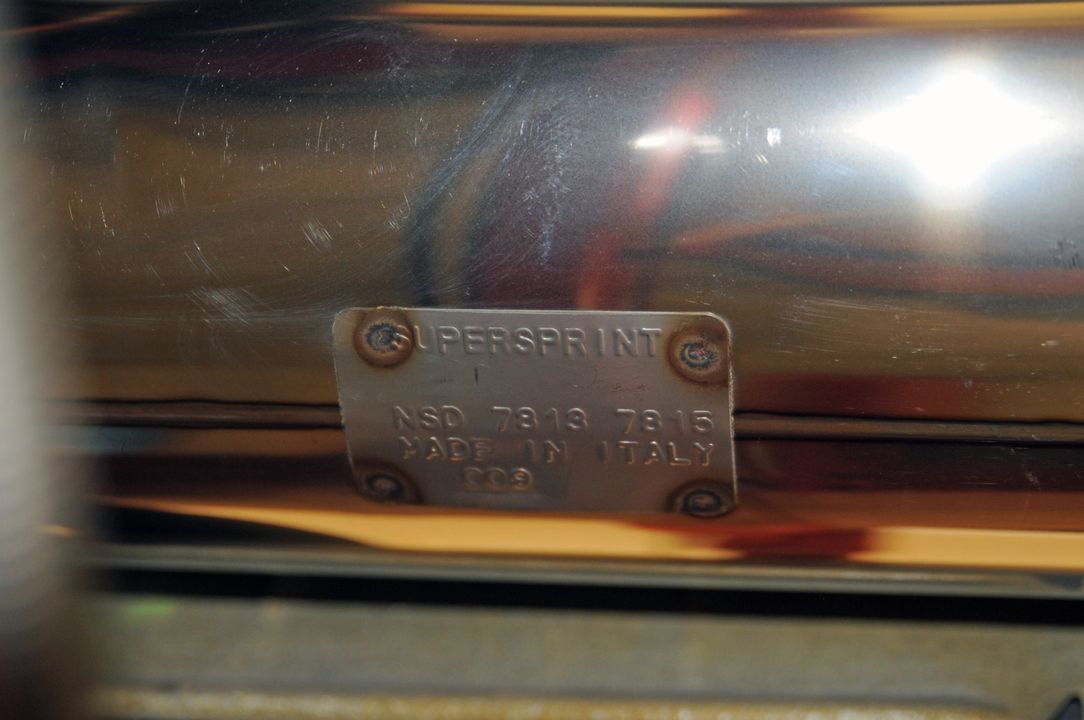 SUPERSPRINT
NSD 7813 7815
MADE IN ITALY
009